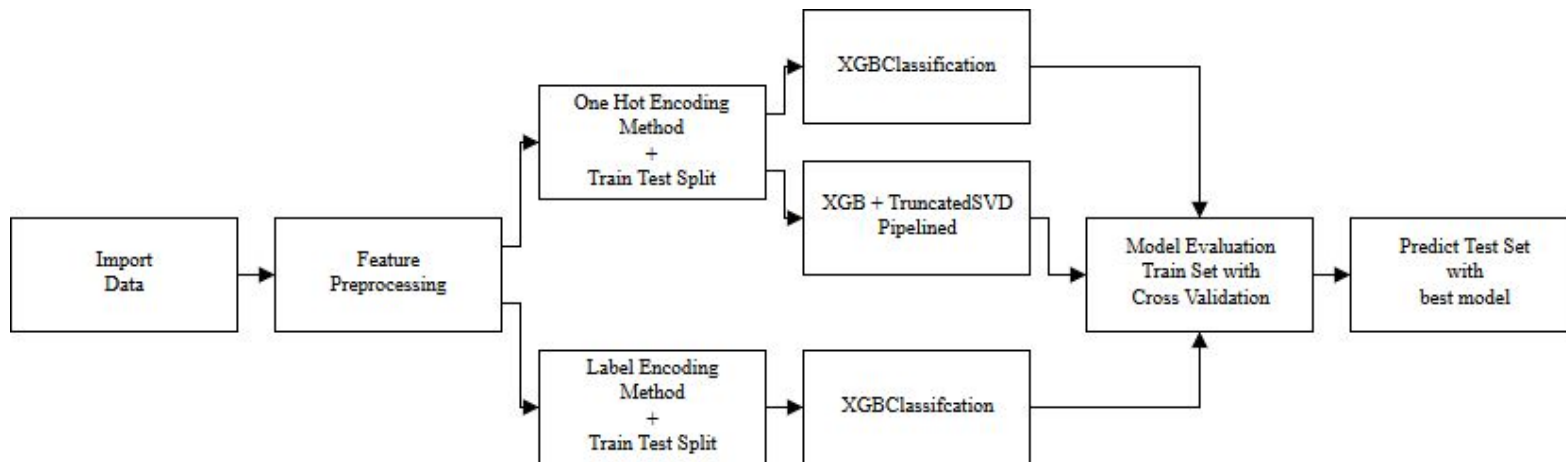 Import
Data
Feature
Preprocessing
One Hot Encoding
Method
+
Train Test Split
Label Encoding
Method
+
Train Test Split
XGBClassification
XGB + TruncatedSVD
Pipelined
XGBClassifcation
Model Evaluation
Train Set with
Cross Validation
Predict Test Set
with
best model